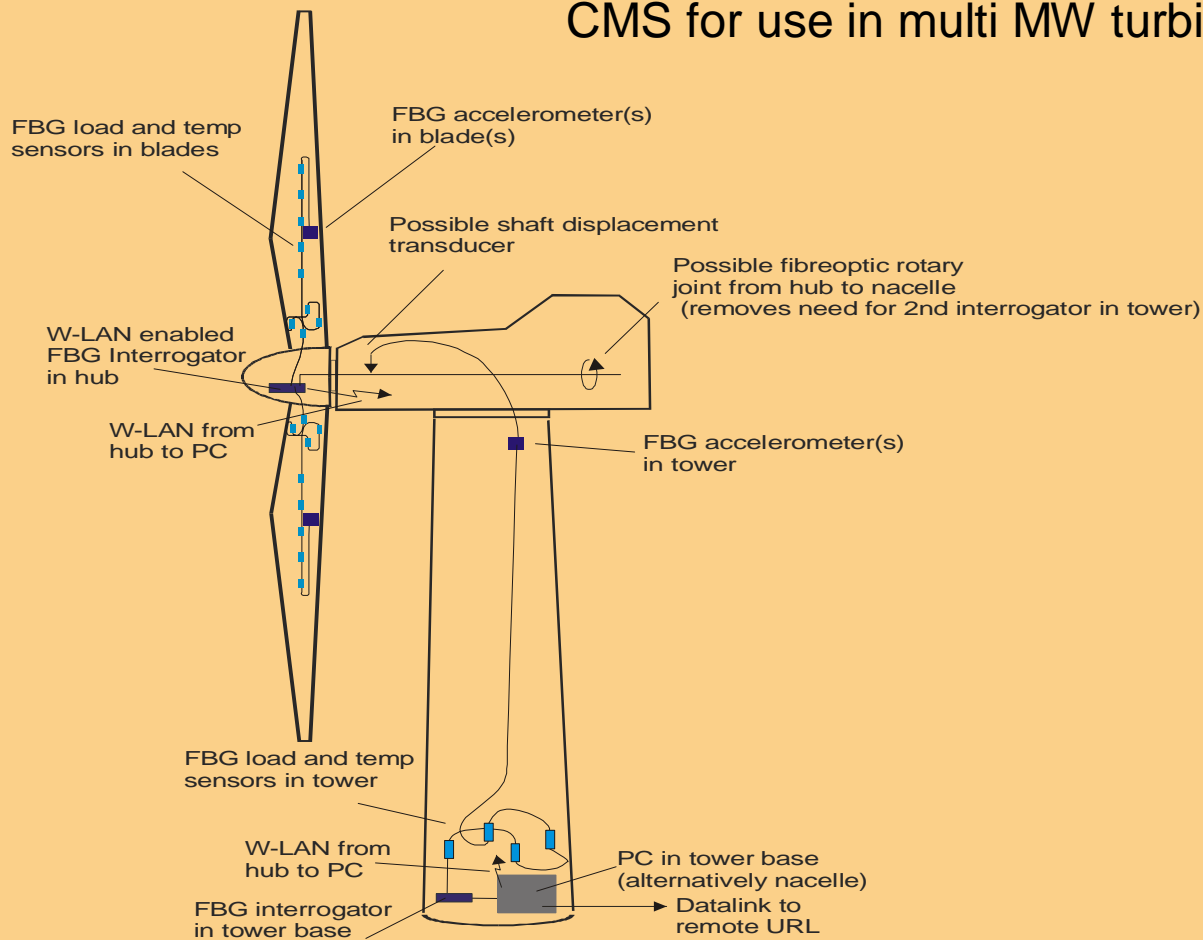 CMS for use in multi MW turbi
FBG load and temp
sensors in blades
FBG accelerometer(s)
in blade(s)
Possible shaft displacement
transducer
Possible fibreoptic rotary
joint from hub to nacelle
(removes need for 2nd interrogator in tower)
W-LAN enabled
FBG Interrogator
in hub
W-LAN from
hub to PC
FBG accelerometer(s)
in tower
FBG load and temp
sensors in tower
W-LAN from
hub to PC
PC in tower base
(alternatively nacelle)
FBG interrogator
in tower base
Datalink to
remote URL